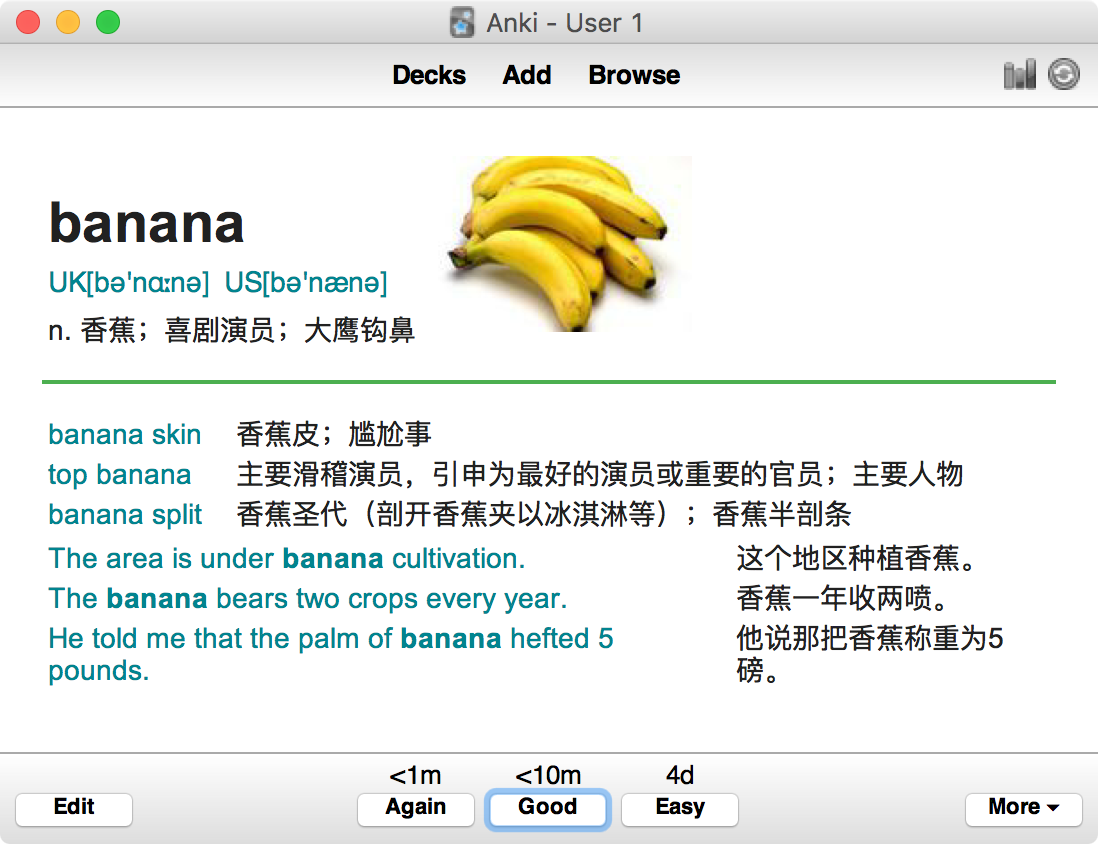 Anki - User 1
Decks Add Browse
banana
UK[bə'nɑːnə] US[bə'nænə]
n. 香蕉；喜剧演员；大鹰钩鼻
banana skin 香蕉皮；尴尬事
top banana 主要滑稽演员，引申为最好的演员或重要的官员；主要人物
banana split 香蕉圣代（剖开香蕉夹以冰淇淋等）；香蕉半剖条
The area is under banana cultivation. 这个地区种植香蕉。
The banana bears two crops every year. 香蕉一年收两喷。
He told me that the palm of banana hefted 5 他说那把香蕉称重为5
pounds. 磅。
<1m <10m 4d
Edit Again Good Easy More